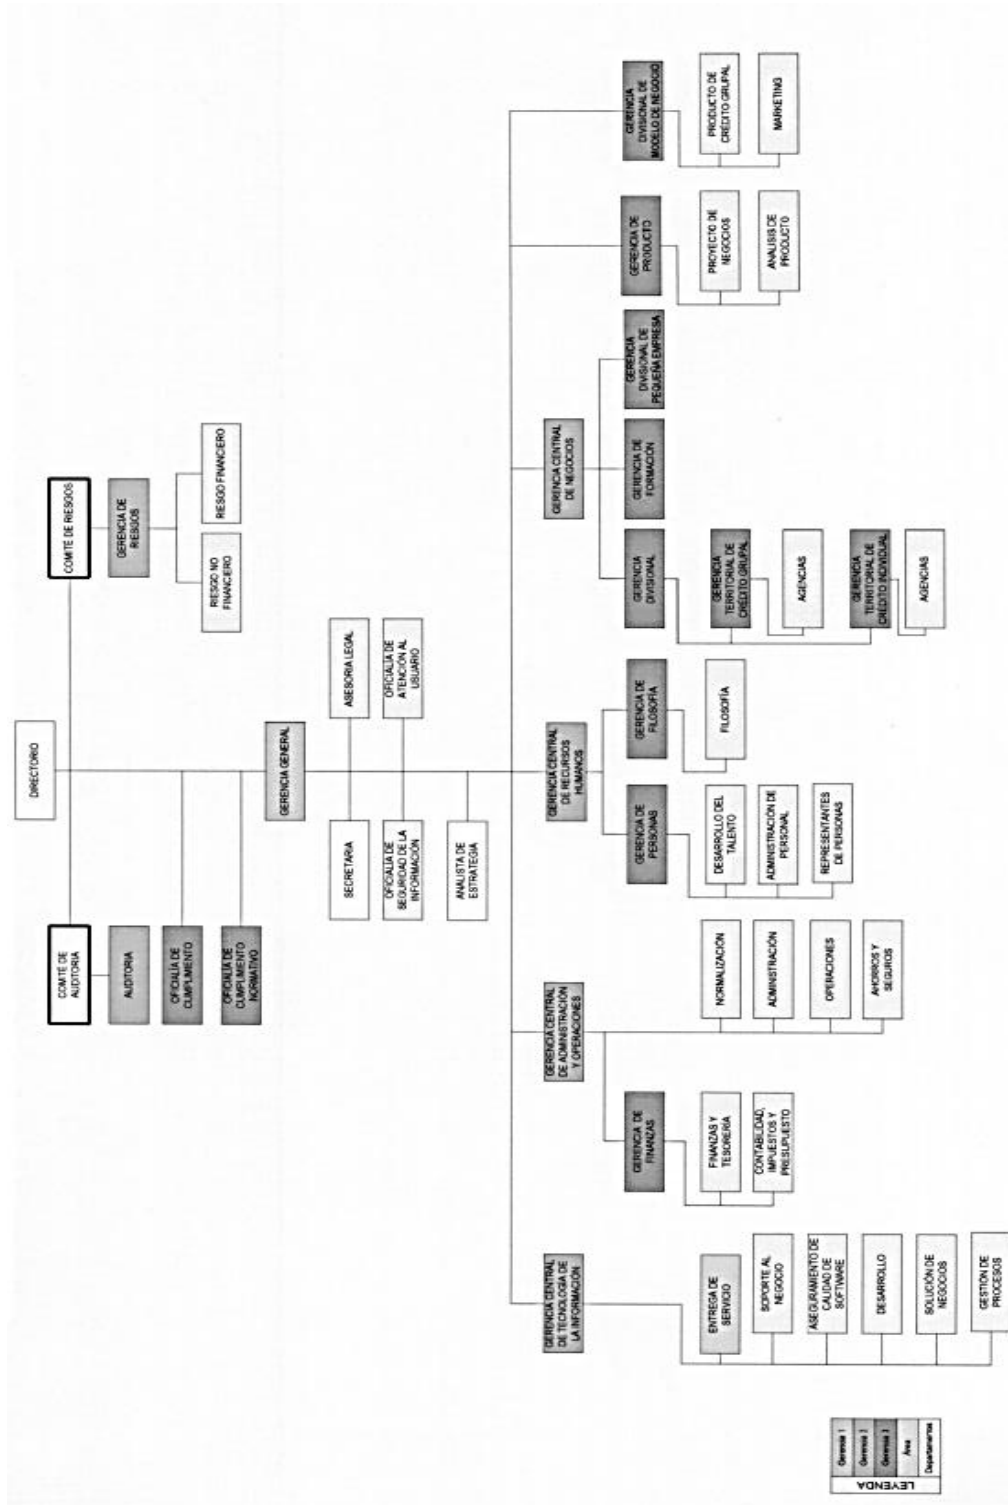 DIRECTORIO
COMITÉ DE
AUDITORIA
COMITÉ DE RIESGOS
AUDITORIA
GERENCIA DE
RIESGOS
OFICIALÍA DE
CUMPLIMIENTO
RIESGO NO
FINANCIERO
RIESGO FINANCIERO
OFICIALÍA DE
CUMPLIMIENTO
NORMATIVO
GERENCIA GENERAL
SECRETARIA
ASESORIA LEGAL
OFICIALÍA DE
SEGURIDAD DE LA
INFORMACIÓN
OFICIALÍA DE
ATENCIÓN AL
USUARIO
ANALISTA DE
ESTRATEGIA
GERENCIA CENTRAL
DE TECNOLOGÍA DE
LA INFORMACIÓN
GERENCIA CENTRAL
DE ADMINISTRACIÓN
Y OPERACIONES
GERENCIA CENTRAL
DE RECURSOS
HUMANOS
GERENCIA CENTRAL
DE NEGOCIOS
ENTREGA DE
SERVICIO
SOPORTE AL
NEGOCIO
ASEGURAMIENTO DE
CALIDAD DE
SOFTWARE
DESARROLLO
SOLUCIÓN DE
NEGOCIOS
GESTIÓN DE
PROCESOS
GERENCIA DE
FINANZAS
FINANZAS Y
TESORERÍA
CONTABILIDAD,
IMPUESTOS Y
PRESUPUESTO
NORMALIZACIÓN
ADMINISTRACIÓN
OPERACIONES
AHORROS Y
SEGUROS
GERENCIA DE
PERSONAS
DESARROLLO DEL
TALENTO
ADMINISTRACIÓN DE
PERSONAL
REPRESENTANTES
DE PERSONAS
GERENCIA DE
FILOSOFÍA
FILOSOFÍA
GERENCIA
DIVISIONAL
GERENCIA
TERRITORIAL DE
CRÉDITO GRUPAL
AGENCIAS
GERENCIA
TERRITORIAL DE
CRÉDITO INDIVIDUAL
AGENCIAS
GERENCIA DE
FORMACIÓN
GERENCIA
DIVISIONAL DE
PEQUEÑA EMPRESA
GERENCIA DE
PRODUCTO
PROYECTO DE
NEGOCIOS
ANALISIS DE
PRODUCTO
GERENCIA
DIVISIONAL DE
MODELO DE NEGOCIO
PRODUCTO DE
CRÉDITO GRUPAL
MARKETING
LEYENDA
Gerencia 1
Gerencia 2
Gerencia 3
Área
Departamentos